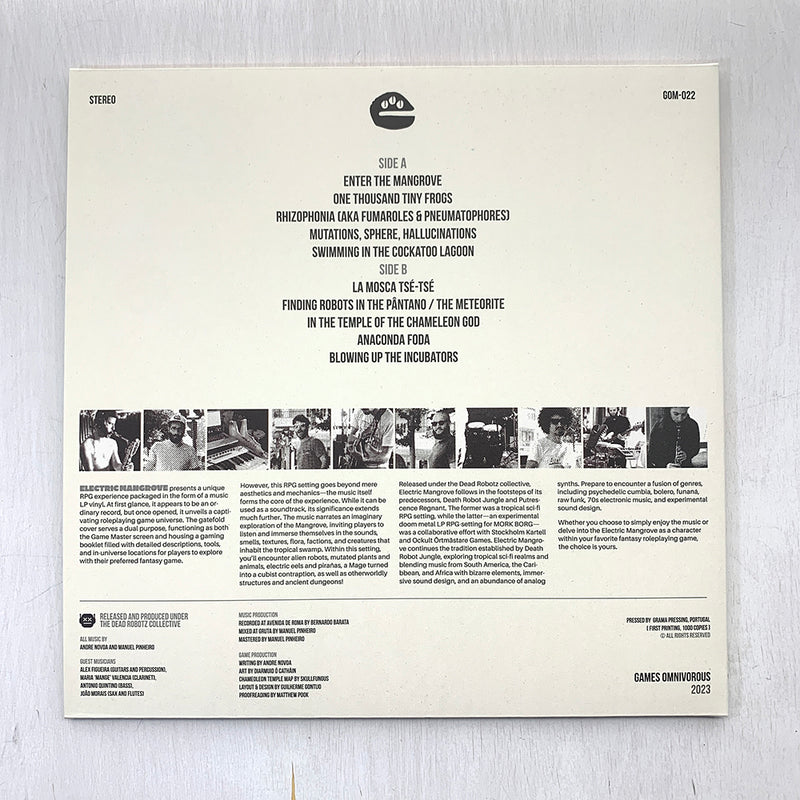 STEREO
GOM-022
SIDE A
ENTER THE MANGROVE
ONE THOUSAND TINY FROGS
RHIZOPHONIA (AKA FUMAROLES & PNEUMATOPHORES)
MUTATIONS, SPHERE, HALLUCINATIONS
SWIMMING IN THE COCKATOO LAGOON
SIDE B
LA MOSCA TSÉ-TSÉ
FINDING ROBOTS IN THE PÂNTANO / THE METEORITE
IN THE TEMPLE OF THE CHAMELEON GOD
ANACONDA FODA
BLOWING UP THE INCUBATORS
ELECTRIC MANGROVE presents a unique
RPG experience packaged in the form of a music
LP vinyl. At first glance, it appears to be an or-
dinary record, but once opened, it unveils a capti-
vating roleplaying game universe. The gatefold
cover serves a dual purpose, functioning as both
the Game Master screen and housing a gaming
booklet filled with detailed descriptions, tools,
and in-universe locations for players to explore
with their preferred fantasy game.
However, this RPG setting goes beyond mere
aesthetics and mechanics—the music itself
forms the core of the experience. While it can be
used as a soundtrack, its significance extends
much further. The music narrates an imaginary
exploration of the Mangrove, inviting players to
listen and immerse themselves in the sounds,
smells, textures, flora, factions, and creatures that
inhabit the tropical swamp. Within this setting,
you'll encounter alien robots, mutated plants and
animals, electric eels and pirañas, a Mage turned
into a cubist contraption, as well as otherworldly
structures and ancient dungeons!
Released under the Dead Robotz collective,
Electric Mangrove follows in the footsteps of its
predecessors, Death Robot Jungle and Putres-
cence Regnant. The former was a tropical sci-fi
RPG setting, while the latter—an experimental
doom metal LP RPG setting for MORK BORG—
was a collaborative effort with Stockholm Kartell
and Ockult Örtmästare Games. Electric Mangro-
ve continues the tradition established by Death
Robot Jungle, exploring tropical sci-fi realms and
blending music from South America, the Cari-
bbean, and Africa with bizarre elements, immer-
sive sound design, and an abundance of analog
synths. Prepare to encounter a fusion of genres,
including psychedelic cumbia, bolero, funaná,
raw funk, 70s electronic music, and experimental
sound design.
Whether you choose to simply enjoy the music or
delve into the Electric Mangrove as a character
within your favorite fantasy roleplaying game,
the choice is yours.
RELEASED AND PRODUCED UNDER
THE DEAD ROBOTZ COLLECTIVE
ALL MUSIC BY
ANDRE NOVOA AND MANUEL PINHEIRO
GUEST MUSICIANS
ALEX FIGUEIRA (GUITARS AND PERCUSSION),
MARIA 'MANGE' VALENCIA (CLARINET),
ANTONIO QUINTINO (BASS),
JOÃO MORAIS (SAX AND FLUTES)
MUSIC PRODUCTION
RECORDED AT AVENIDA DE ROMA BY BERNARDO BARATA
MIXED AT GRUTA BY MANUEL PINHEIRO
MASTERED BY MANUEL PINHEIRO
GAME PRODUCTION
WRITING BY ANDRE NOVOA
ART BY DIARMUID Ó CATHÁIN
CHAMELEON TEMPLE MAP BY SKULLFUNGUS
LAYOUT & DESIGN BY GUILHERME GONTIJO
PROOFREADING BY MATTHEW POOK
PRESSED BY GRAMA PRESSING, PORTUGAL
[ FIRST PRINTING, 1000 COPIES ]
© ALL RIGHTS RESERVED
GAMES OMNIVOROUS
2023